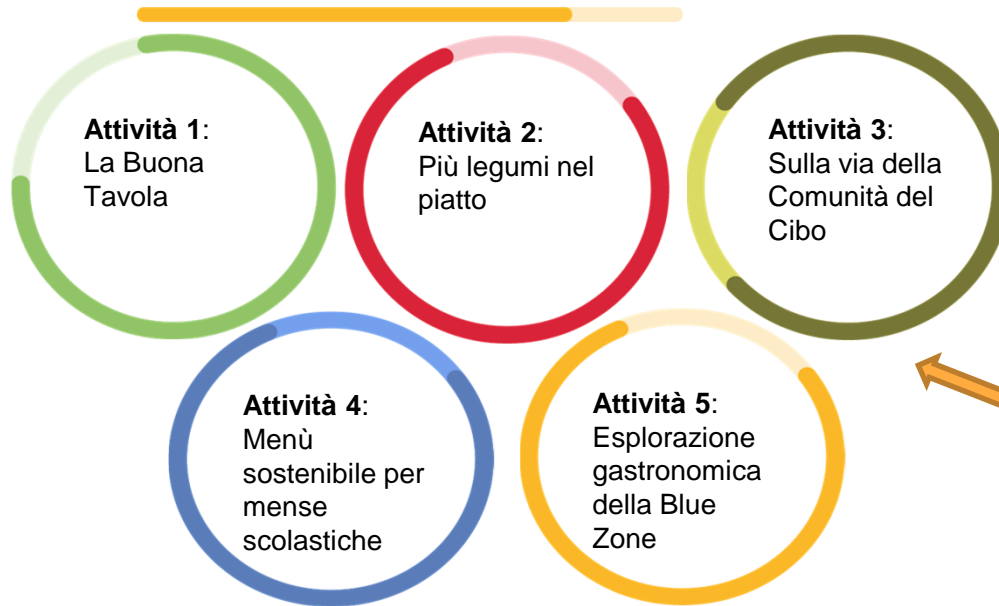 Attività 1:
La Buona
Tavola
Attività 2:
Più legumi nel
piatto
Attività 3:
Sulla via della
Comunità del
Cibo
Attività 4:
Menù
sostenibile per
mense
scolastiche
Attività 5:
Esplorazione
gastronomica
della Blue
Zone